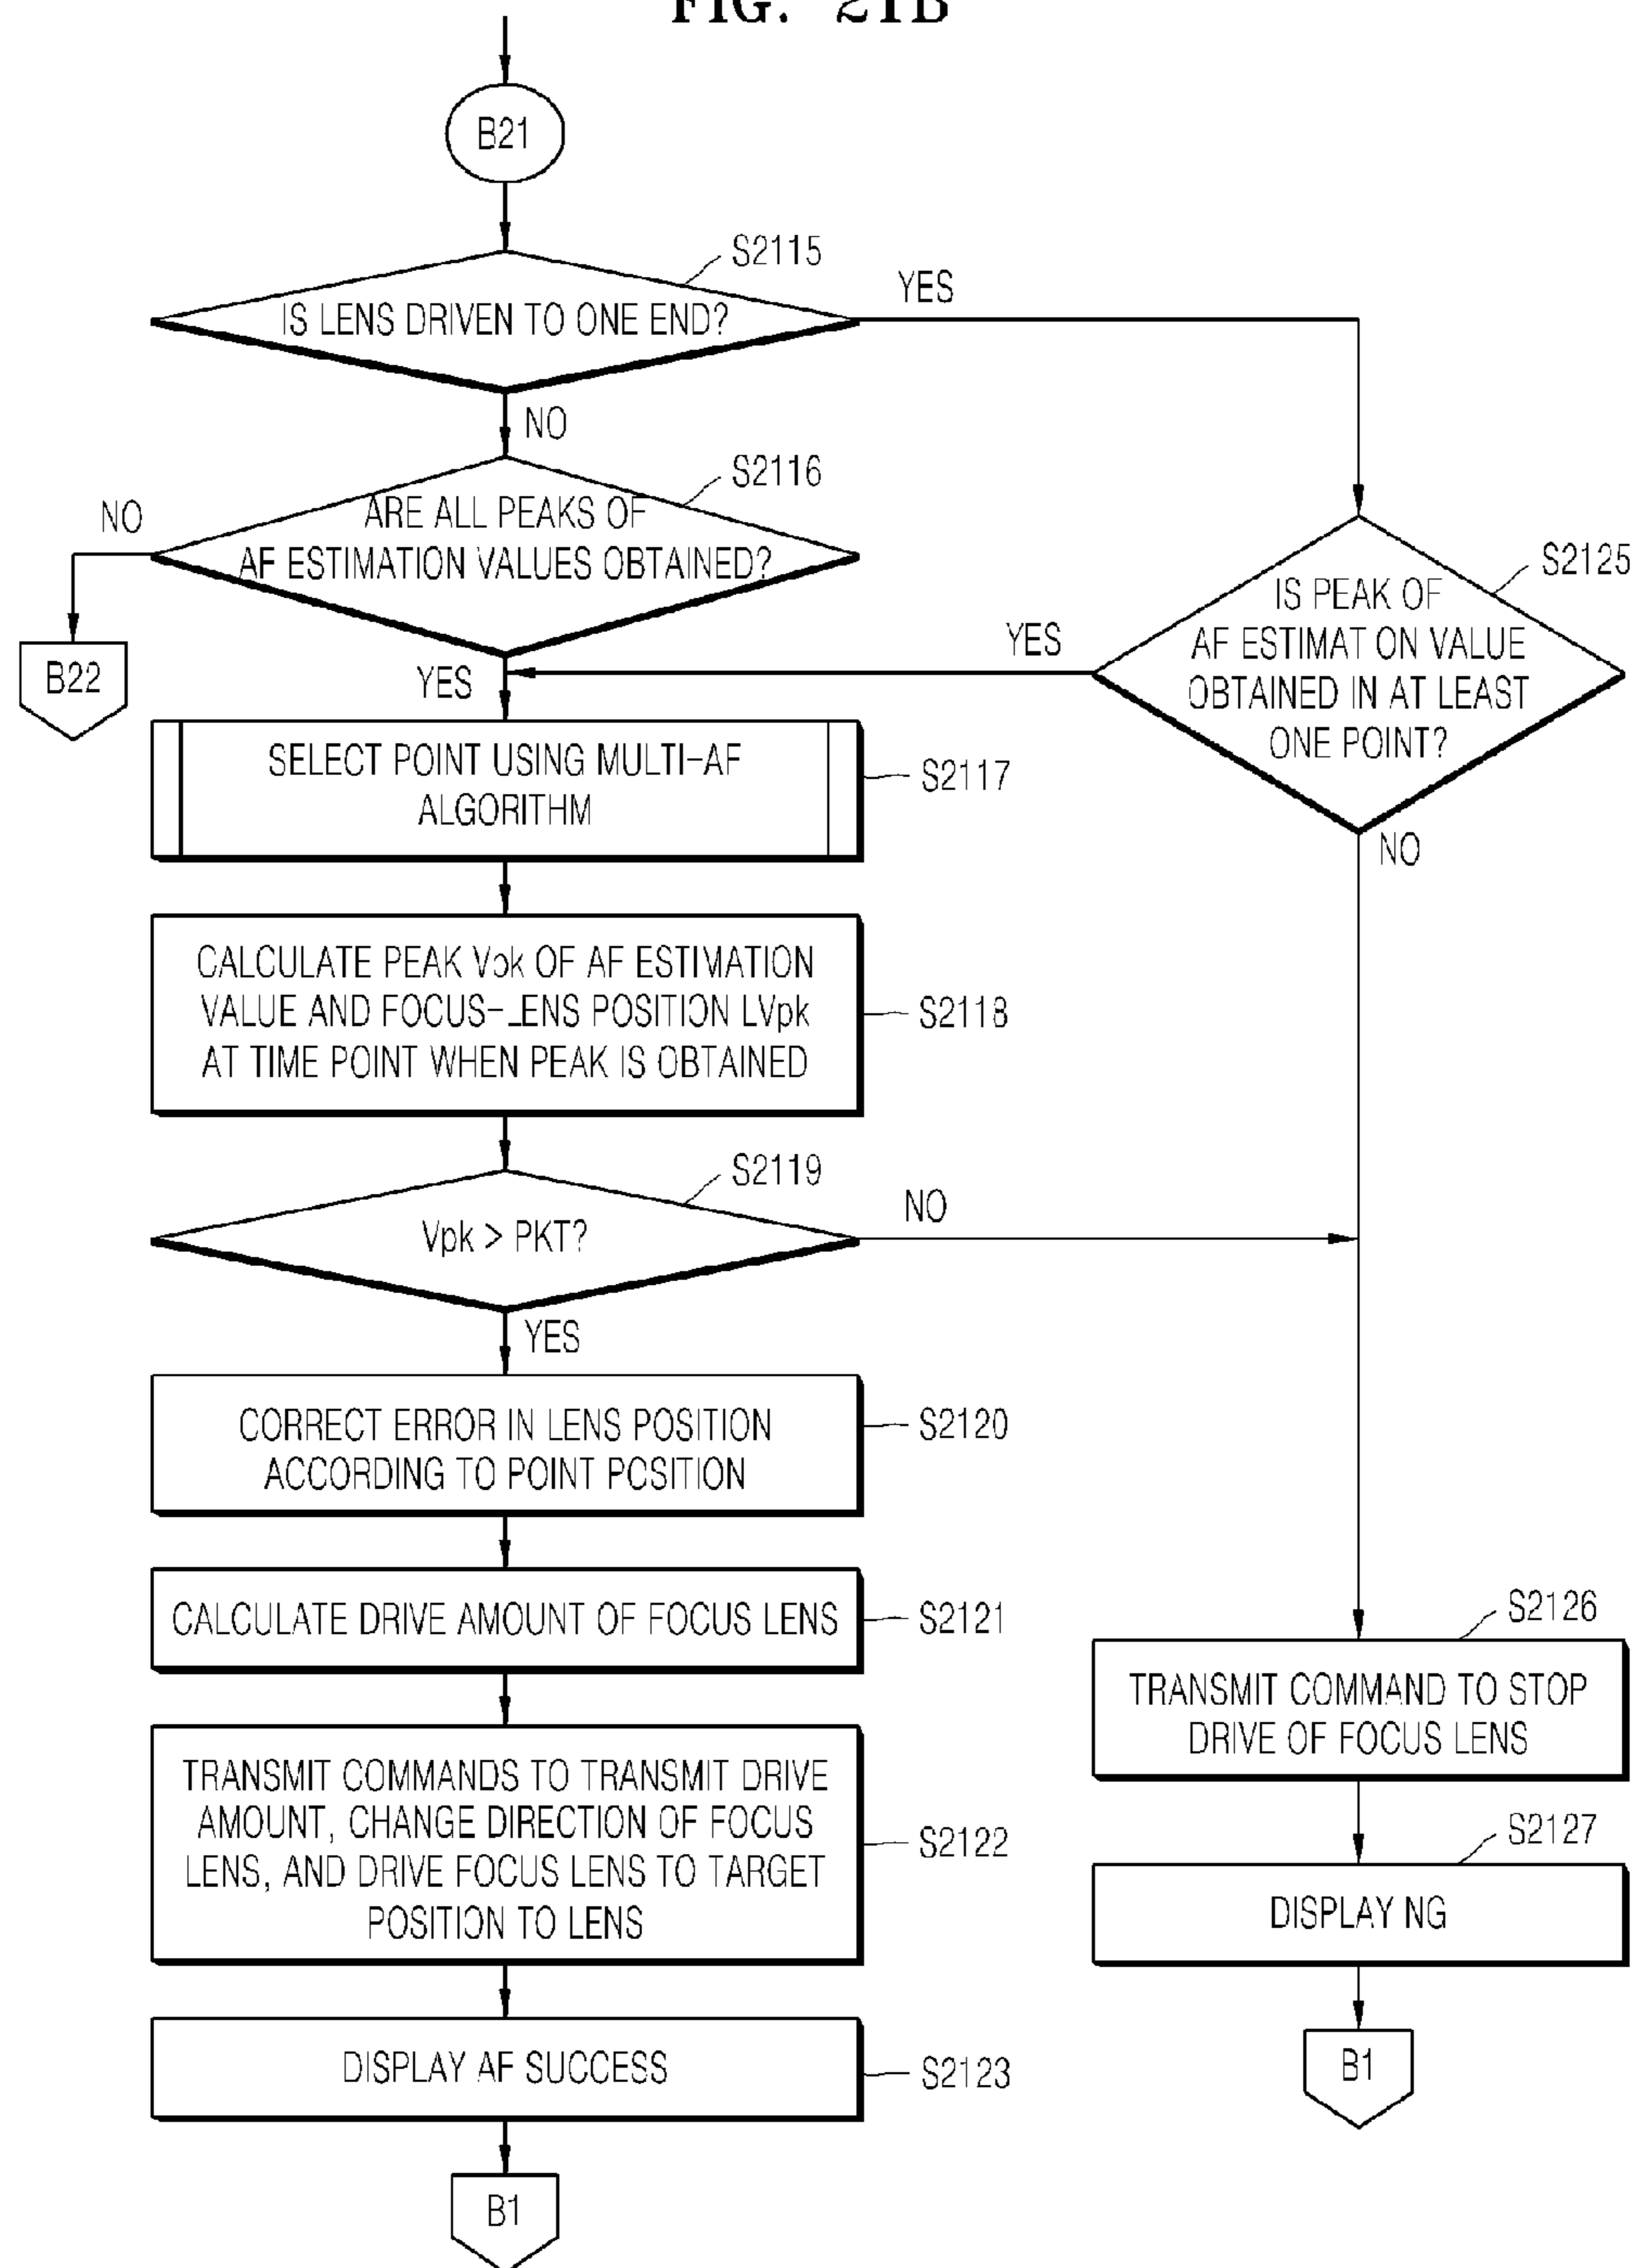 FIG. 21B
B21
S2115
IS LENS DRIVEN TO ONE END?
YES
NO
S2116
ARE ALL PEAKS OF
AF ESTIMATION VALUES OBTAINED?
NO
B22
YES
S2125
IS PEAK OF
AF ESTIMAT ON VALUE
OBTAINED IN AT LEAST
ONE POINT?
YES
NO
SELECT POINT USING MULTI-AF
ALGORITHM
S2117
CALCULATE PEAK Vpk OF AF ESTIMATION
VALUE AND FOCUS-LENS POSITION LVpk
AT TIME POINT WHEN PEAK IS OBTAINED
S2118
S2119
Vpk > PKT?
NO
YES
CORRECT ERROR IN LENS POSITION
ACCORDING TO POINT POSITION
S2120
CALCULATE DRIVE AMOUNT OF FOCUS LENS
S2121
TRANSMIT COMMANDS TO TRANSMIT DRIVE
AMOUNT, CHANGE DIRECTION OF FOCUS
LENS, AND DRIVE FOCUS LENS TO TARGET
POSITION TO LENS
S2122
DISPLAY AF SUCCESS
S2123
B1
S2126
TRANSMIT COMMAND TO STOP
DRIVE OF FOCUS LENS
S2127
DISPLAY NG
B1